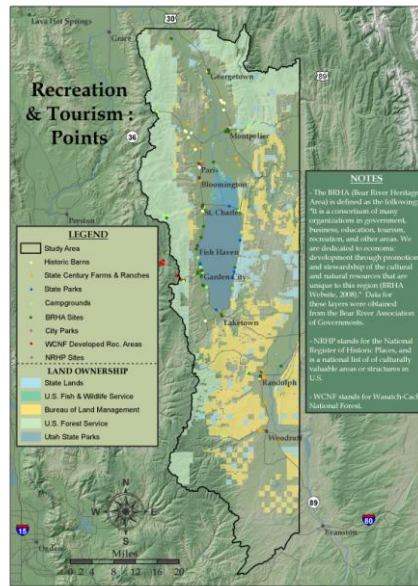 Lava Hot Springs
30
Grace
Recreation
& Tourism :
Points
Georgetown
89
36
Montpelier
Paris
Bloomington
Preston
St. Charles
Fish Haven
Garden City
Laketown
Randolph
Woodruff
LEGEND
Study Area
Historic Barns
State Century Farms & Ranches
State Parks
Campgrounds
BRHA Sites
City Parks
WCNF Developed Rec. Areas
NRHP Sites
LAND OWNERSHIP
State Lands
U.S. Fish & Wildlife Service
Bureau of Land Management
U.S. Forest Service
Utah State Parks
NOTES
- The BRHA (Bear River Heritage
Area) is defined as the following:
"It is a consortium of many
organizations in government,
business, education, tourism,
recreation, and other areas. We
are dedicated to economic
development through promotion
and stewardship of the cultural
and natural resources that are
unique to this region (BRHA
Website, 2008)." Data for
these layers were obtained
from the Bear River Association
of Governments.
- NRHP stands for the National
Register of Historic Places, and
is a national list of of culturally
valuable areas or structures in
U.S.
- WCNF stands for Wasatch-Cache
National Forest.
N
W
E
S
15
Ogden
Miles
0 2 4 8 12 16 20
89
80
Evanston